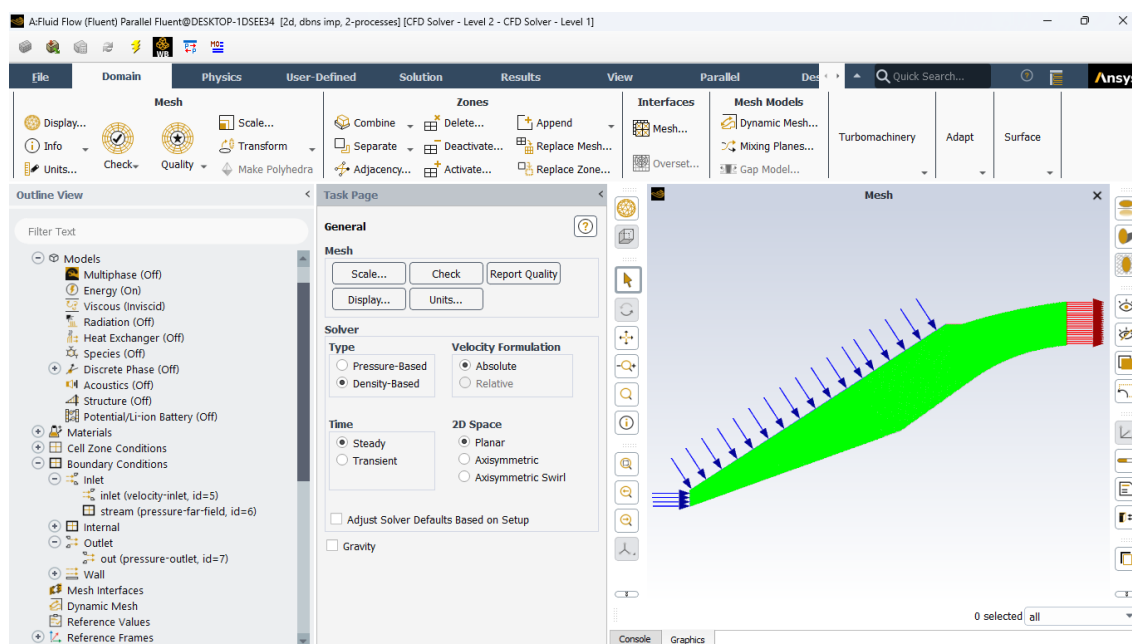 A:Fluid Flow (Fluent) Parallel Fluent@DESKTOP-1DSEE34 [2d, dbns imp, 2-processes] [CFD Solver - Level 2 - CFD Solver - Level 1]
WB
File Domain Physics User-Defined Solution Results View Parallel Des Quick Search... Ansys
Mesh Zones Interfaces Mesh Models
Display... Scale... Combine Delete... Append Mesh... Dynamic Mesh...
Info Check Quality Transform Separate Deactivate... Replace Mesh... Mixing Planes... Turbomachinery Adapt Surface
Units... Make Polyhedra Adjacency... Activate... Replace Zone... Overset... Gap Model...
Outline View < Task Page < Mesh
Filter Text
Models
Multiphase (Off)
Energy (On)
Viscous (Inviscid)
Radiation (Off)
Heat Exchanger (Off)
Species (Off)
Discrete Phase (Off)
Acoustics (Off)
Structure (Off)
Potential/Li-ion Battery (Off)
Materials
Cell Zone Conditions
Boundary Conditions
Inlet
inlet (velocity-inlet, id=5)
stream (pressure-far-field, id=6)
Internal
Outlet
out (pressure-outlet, id=7)
Wall
Mesh Interfaces
Dynamic Mesh
Reference Values
Reference Frames
General
Mesh
Scale... Check Report Quality
Display... Units...
Solver
Type Velocity Formulation
Pressure-Based Absolute
Density-Based Relative
Time 2D Space
Steady Planar
Transient Axisymmetric
Axisymmetric Swirl
Adjust Solver Defaults Based on Setup
Gravity
0 selected all
Console Graphics